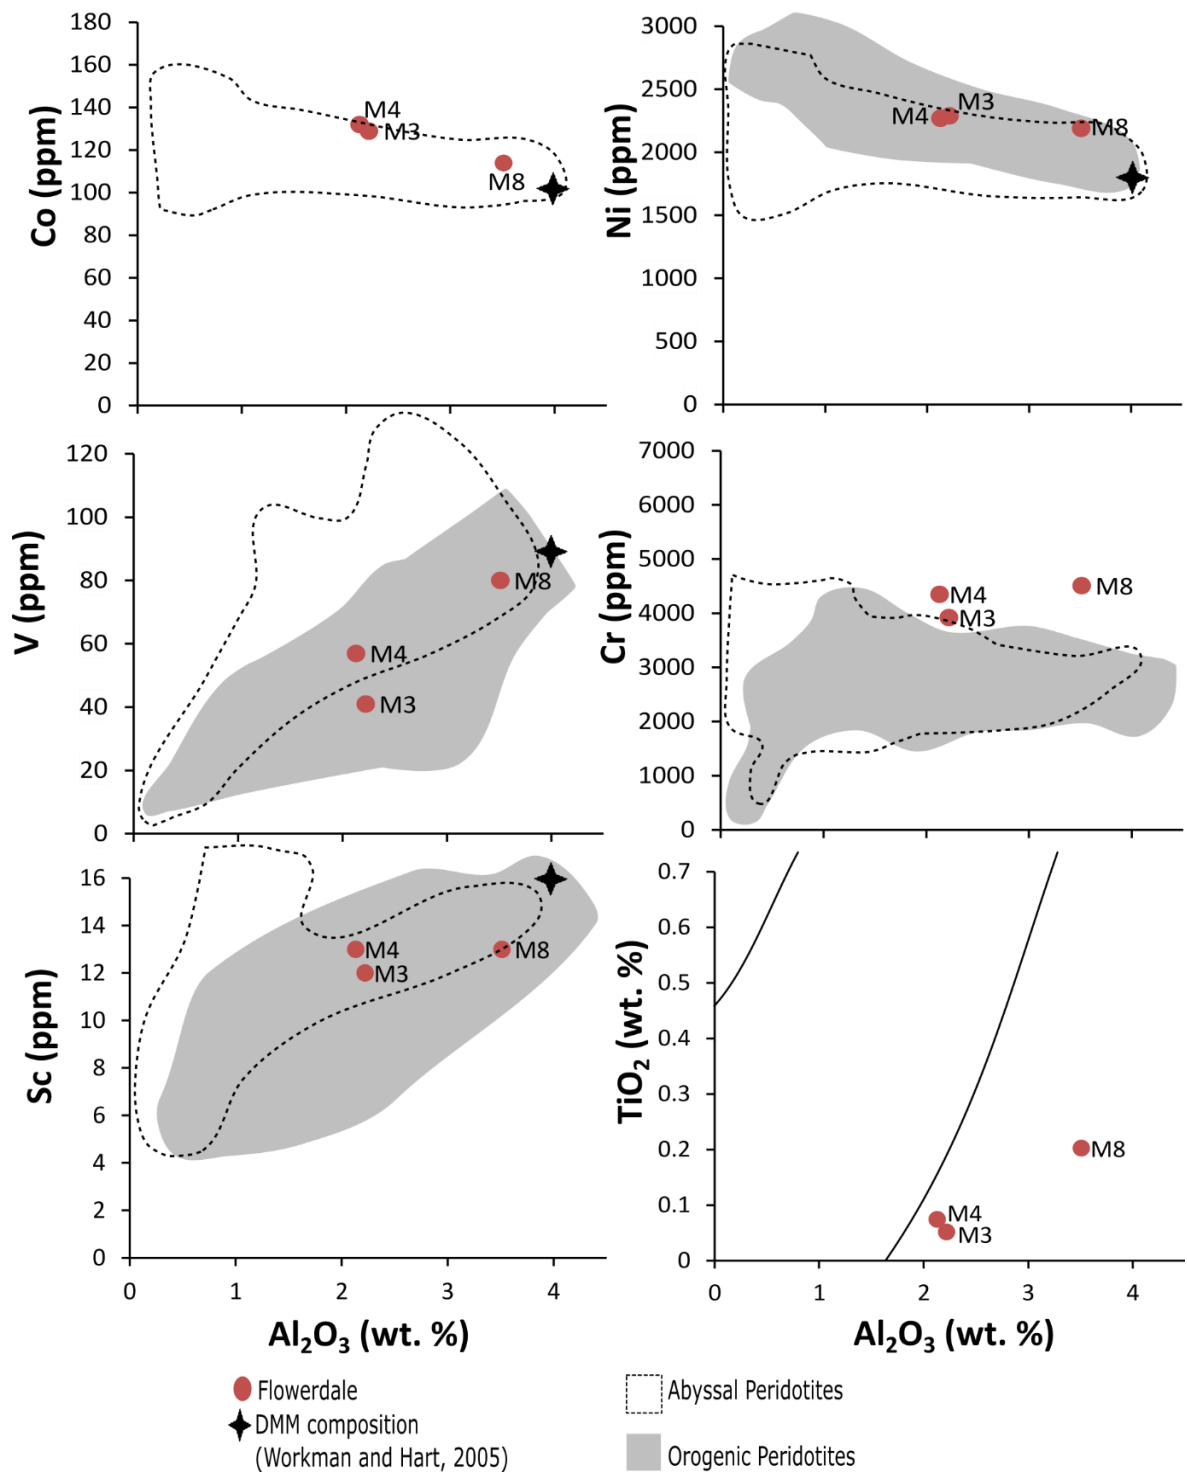 180
160
140
120
100
80
60
40
20
0
Co (ppm)
M4
M3
M8
3000
2500
2000
1500
1000
500
0
Ni (ppm)
M3
M4
M8
120
100
80
60
40
20
0
V (ppm)
M8
M4
M3
7000
6000
5000
4000
3000
2000
1000
0
Cr (ppm)
M4
M3
M8
16
14
12
10
8
6
4
2
0
Sc (ppm)
M4
M3
M8
0 1 2 3 4
Al₂O₃ (wt. %)
0.7
0.5
0.3
0.2
0.1
0
TiO₂ (wt. %)
M8
M4
M3
0 1 2 3 4
Al₂O₃ (wt. %)
Flowerdale
DMM composition
(Workman and Hart, 2005)
Abyssal Peridotites
Orogenic Peridotites